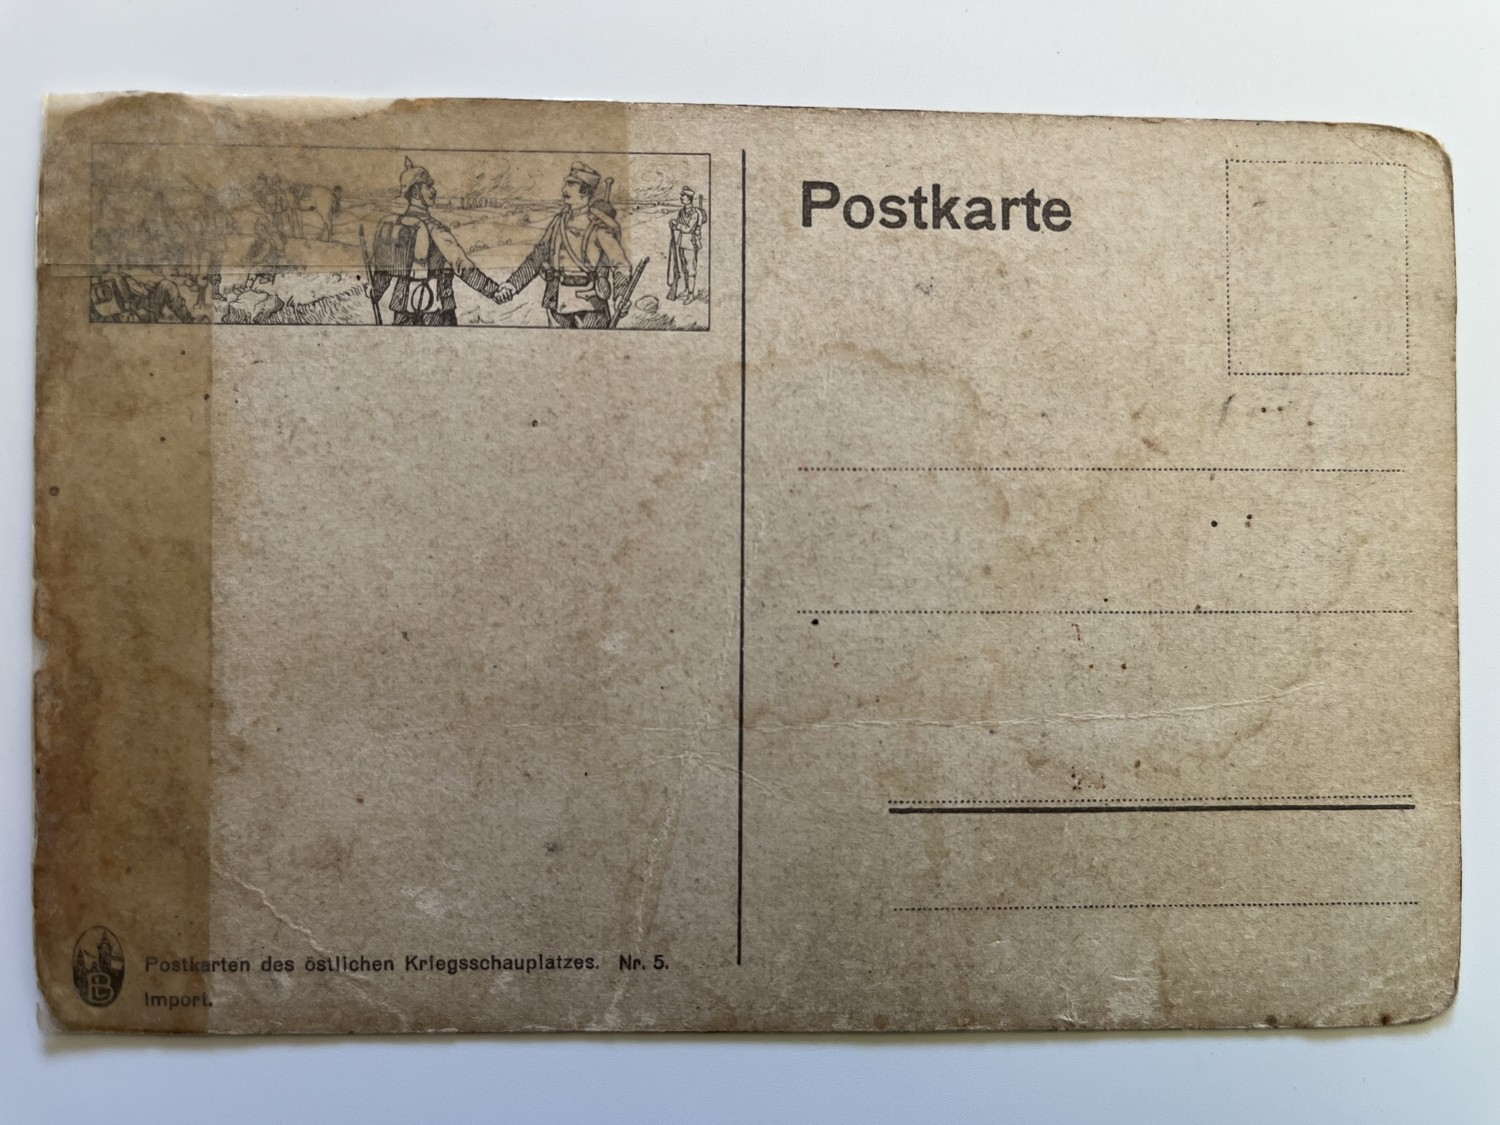 Postkarte
Postkarten des östlichen Kriegsschauplatzes. Nr. 5.
Import.
B